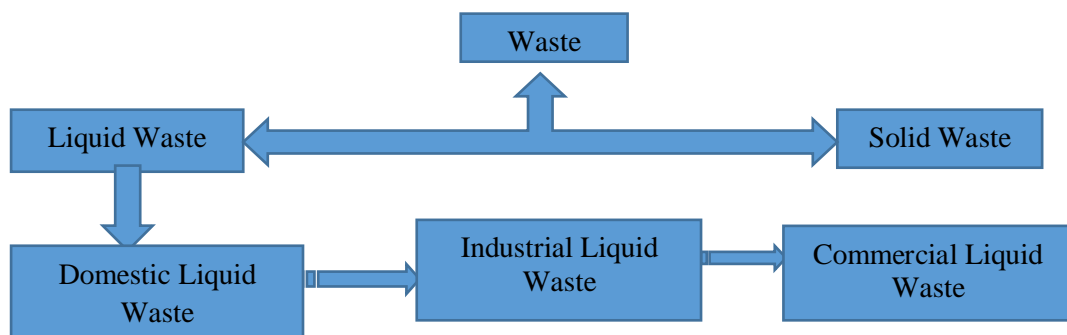 Waste
Liquid Waste
Solid Waste
Domestic Liquid
Waste
Industrial Liquid
Waste
Commercial Liquid
Waste